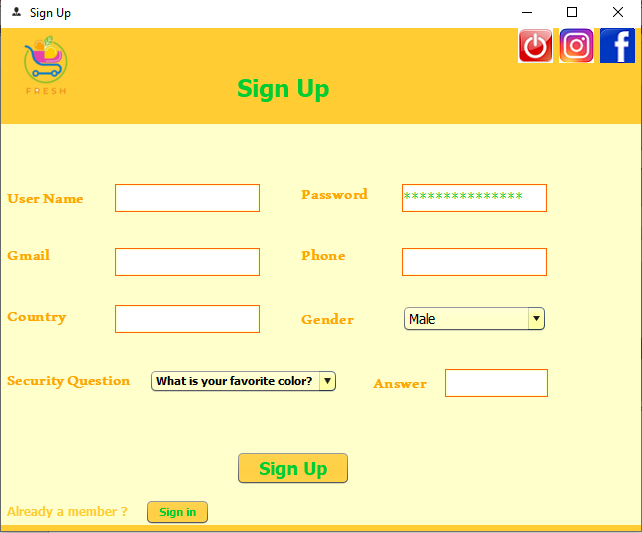 Sign Up
FRESH
Sign Up
User Name
Password ***************
Gmail
Phone
Country
Gender Male
Security Question What is your favorite color?
Answer
Sign Up
Already a member ? Sign in